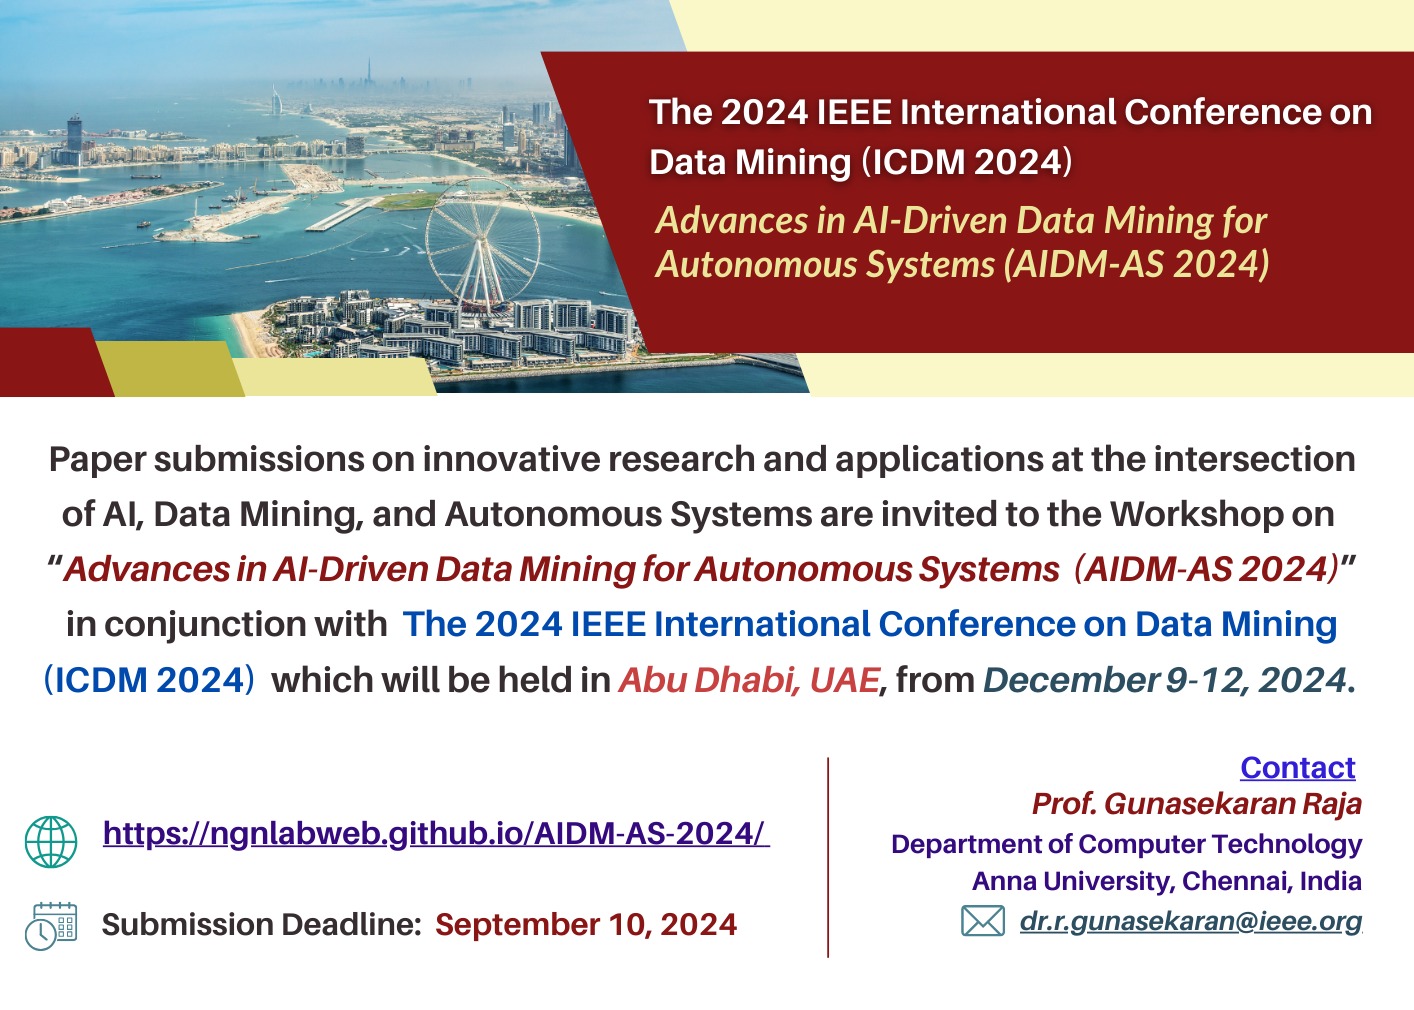 The 2024 IEEE International Conference on
Data Mining (ICDM 2024)
Advances in AI-Driven Data Mining for
Autonomous Systems (AIDM-AS 2024)
Paper submissions on innovative research and applications at the intersection
of AI, Data Mining, and Autonomous Systems are invited to the Workshop on
“Advances in AI-Driven Data Mining for Autonomous Systems (AIDM-AS 2024)”
in conjunction with The 2024 IEEE International Conference on Data Mining
(ICDM 2024) which will be held in Abu Dhabi, UAE, from December 9-12, 2024.
https://ngnlabweb.github.io/AIDM-AS-2024/
Submission Deadline: September 10, 2024
Contact
Prof. Gunasekaran Raja
Department of Computer Technology
Anna University, Chennai, India
dr.r.gunasekaran@ieee.org